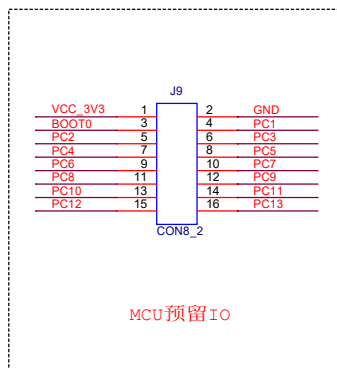 J9
VCC_3V3 1 2 GND
BOOT0 3 4 PC1
PC2 5 6 PC3
PC4 7 8 PC5
PC6 9 10 PC7
PC8 11 12 PC9
PC10 13 14 PC11
PC12 15 16 PC13
CON8_2
MCU预留IO